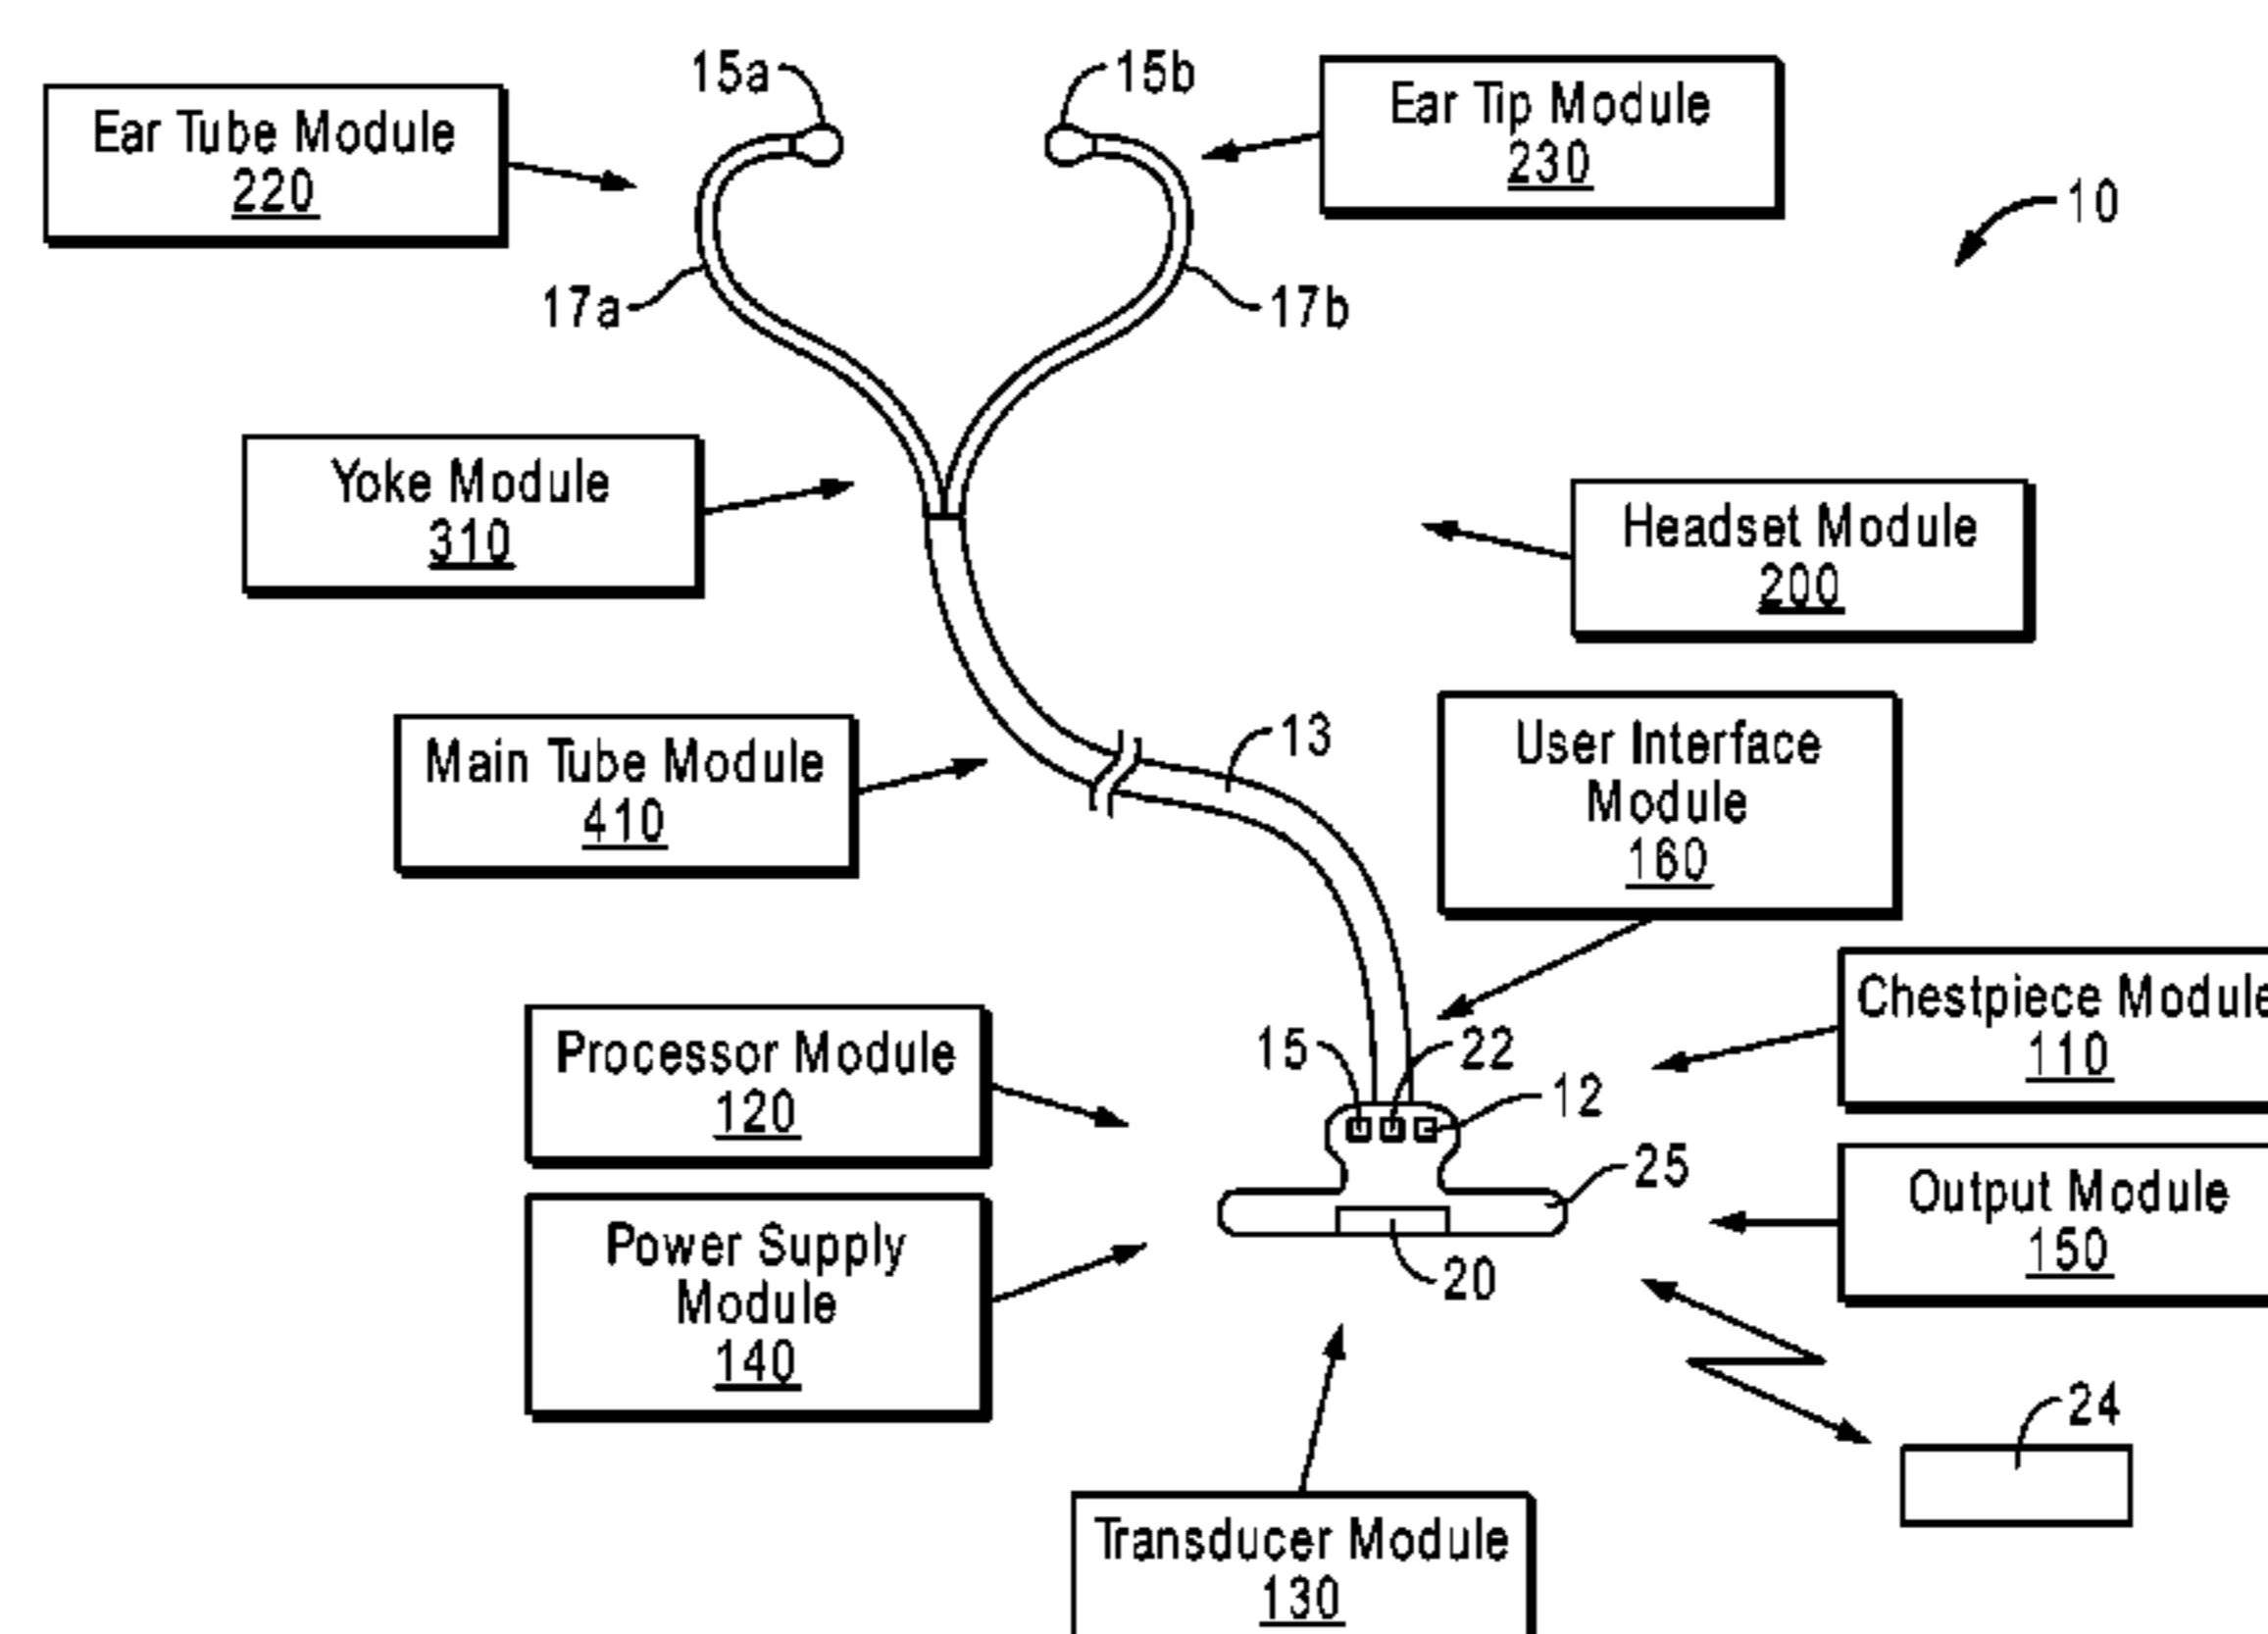 15a
15b
Ear Tube Module
220
Ear Tip Module
230
10
17a
17b
Yoke Module
310
Headset Module
200
Main Tube Module
410
13
User Interface
Module
160
Processor Module
120
15
22
12
Chestpiece Module
110
25
Output Module
150
Power Supply
Module
140
20
24
Transducer Module
130